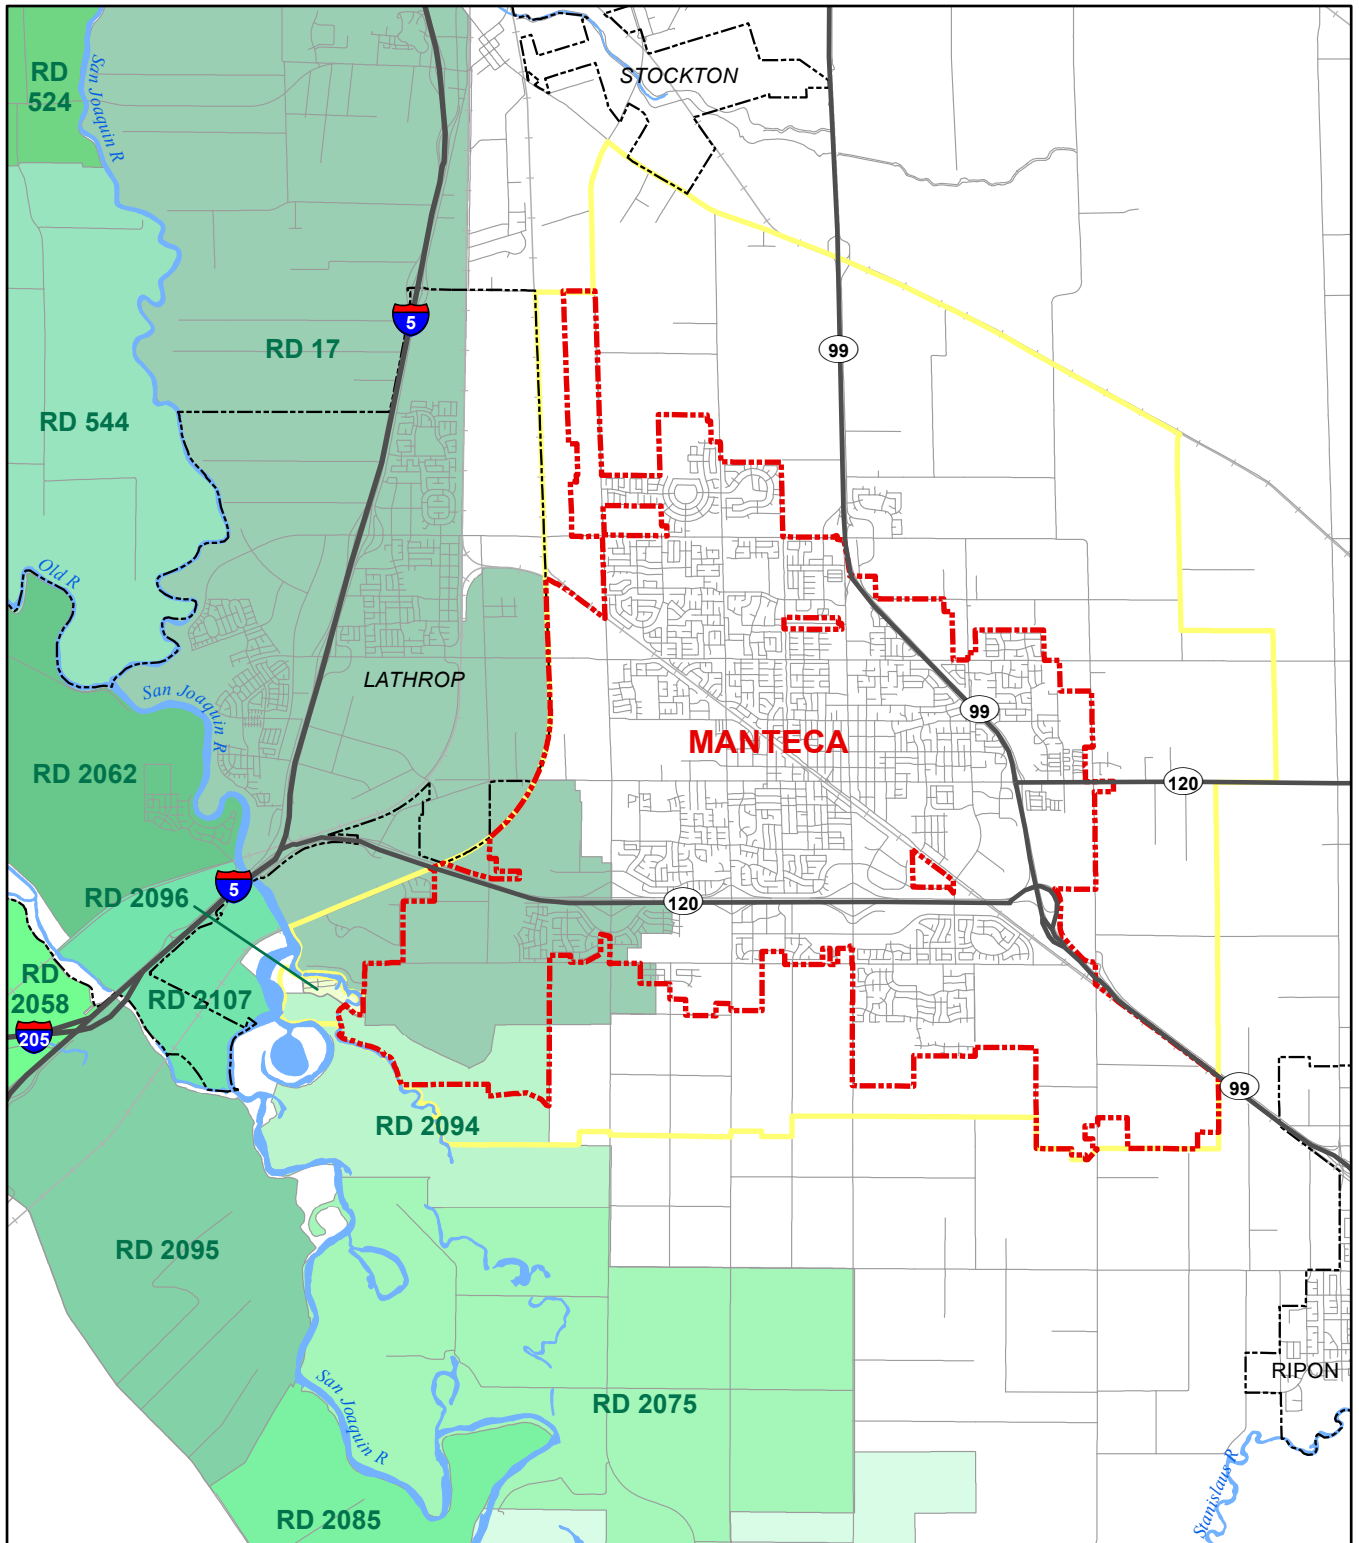 RD
524
San Joaquin R
STOCKTON
5
RD 17
99
RD 544
Old R
LATHROP
San Joaquin R
99
MANTECA
RD 2062
120
5
RD 2096
120
RD
2058
RD 2107
205
99
RD 2094
RD 2095
RIPON
San Joaquin R
RD 2075
Stanislaus R
RD 2085